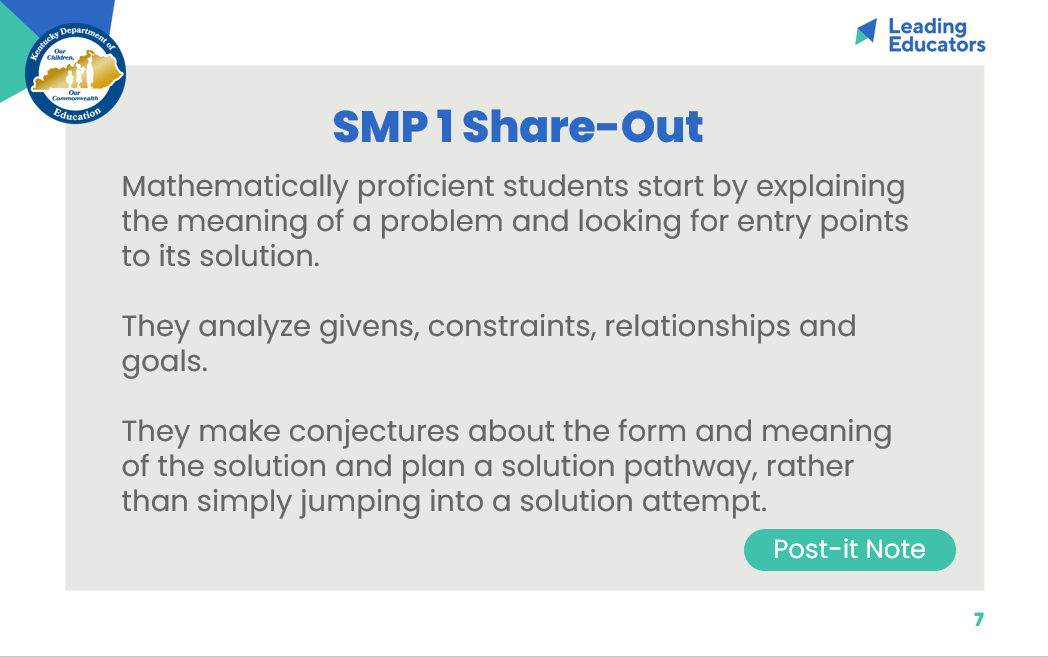 Kentucky Department of
Our
Children,
Our
Commonwealth
Education
Leading
Educators
SMP 1 Share-Out
Mathematically proficient students start by explaining
the meaning of a problem and looking for entry points
to its solution.
They analyze givens, constraints, relationships and
goals.
They make conjectures about the form and meaning
of the solution and plan a solution pathway, rather
than simply jumping into a solution attempt.
Post-it Note
7